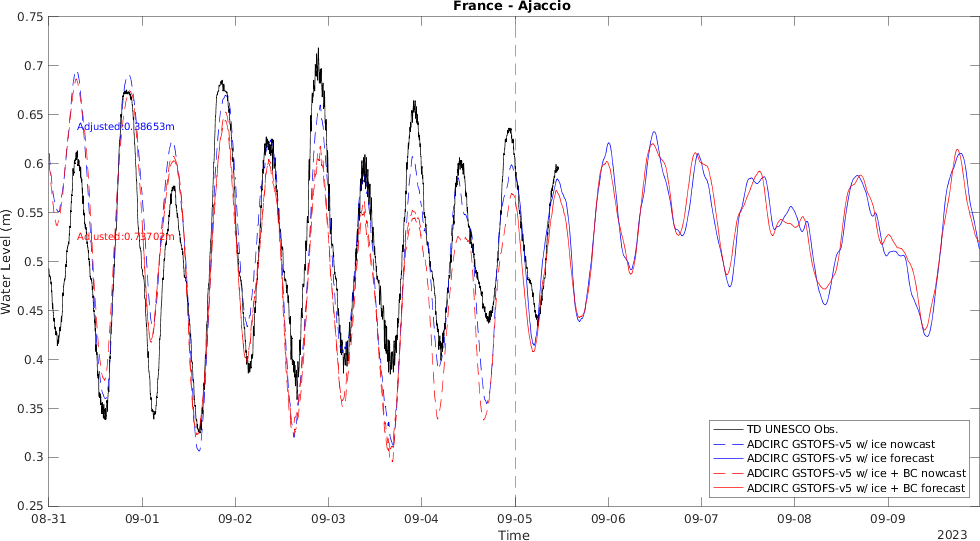 France - Ajaccio
0.75
0.7
0.65
0.6
0.55
0.5
0.45
0.4
0.35
0.3
0.25
Water Level (m)
Adjusted:0.38653m
Adjusted:0.73702m
TD UNESCO Obs.
ADCIRC GSTOFS-v5 w/ ice nowcast
ADCIRC GSTOFS-v5 w/ ice forecast
ADCIRC GSTOFS-v5 w/ ice + BC nowcast
ADCIRC GSTOFS-v5 w/ ice + BC forecast
08-31 09-01 09-02 09-03 09-04 09-05 09-06 09-07 09-08 09-09
Time
2023